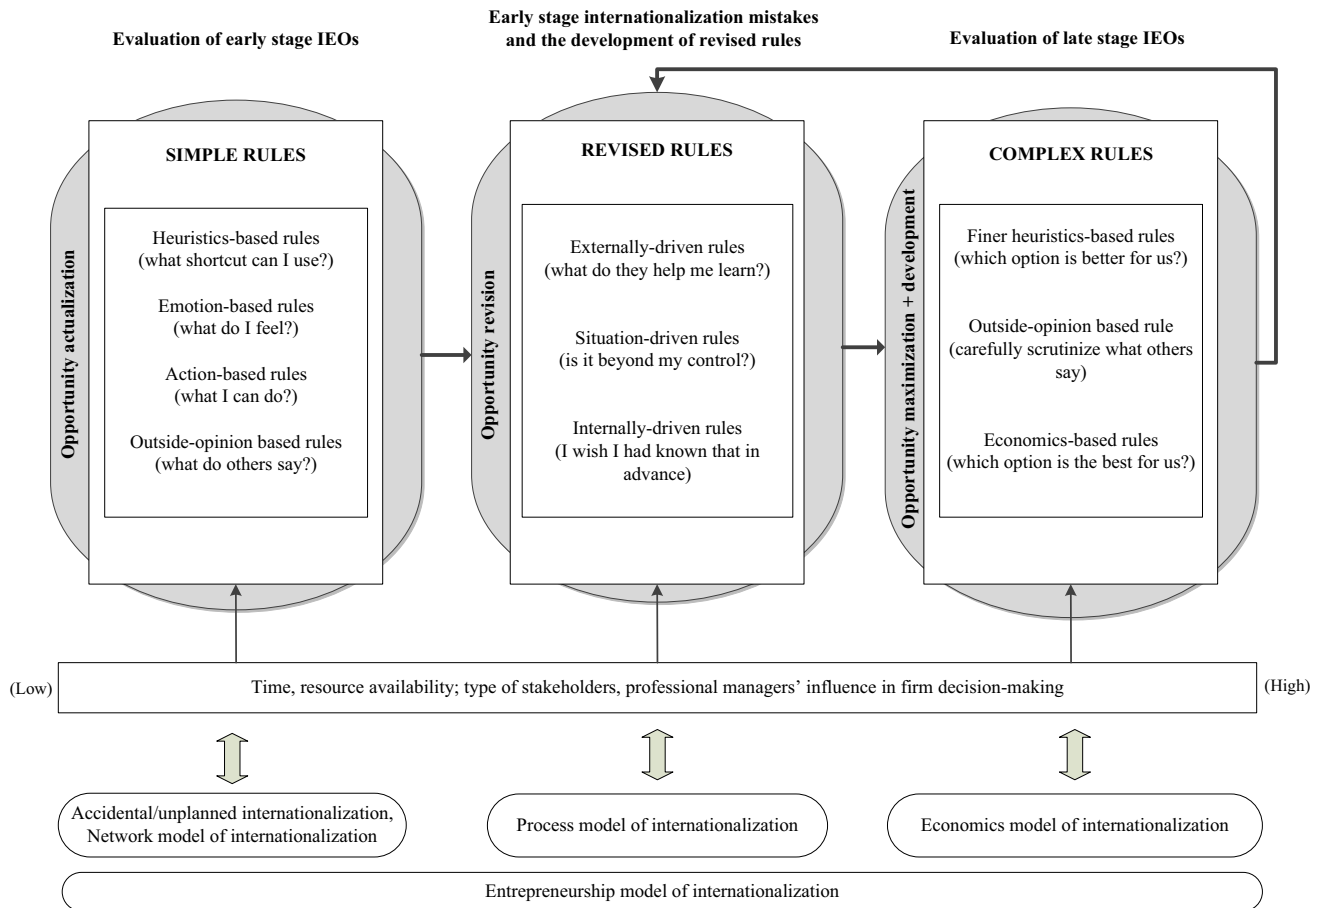 Evaluation of early stage IEOs
Early stage internationalization mistakes
and the development of revised rules
Evaluation of late stage IEOs
Opportunity actualization
SIMPLE RULES
Heuristics-based rules
(what shortcut can I use?)
Emotion-based rules
(what do I feel?)
Action-based rules
(what I can do?)
Outside-opinion based rules
(what do others say?)
Opportunity revision
REVISED RULES
Externally-driven rules
(what do they help me learn?)
Situation-driven rules
(is it beyond my control?)
Internally-driven rules
(I wish I had known that in
advance)
Opportunity maximization + development
COMPLEX RULES
Finer heuristics-based rules
(which option is better for us?)
Outside-opinion based rule
(carefully scrutinize what others
say)
Economics-based rules
(which option is the best for us?)
(Low)
Time, resource availability; type of stakeholders, professional managers’ influence in firm decision-making
(High)
Accidental/unplanned internationalization,
Network model of internationalization
Process model of internationalization
Economics model of internationalization
Entrepreneurship model of internationalization